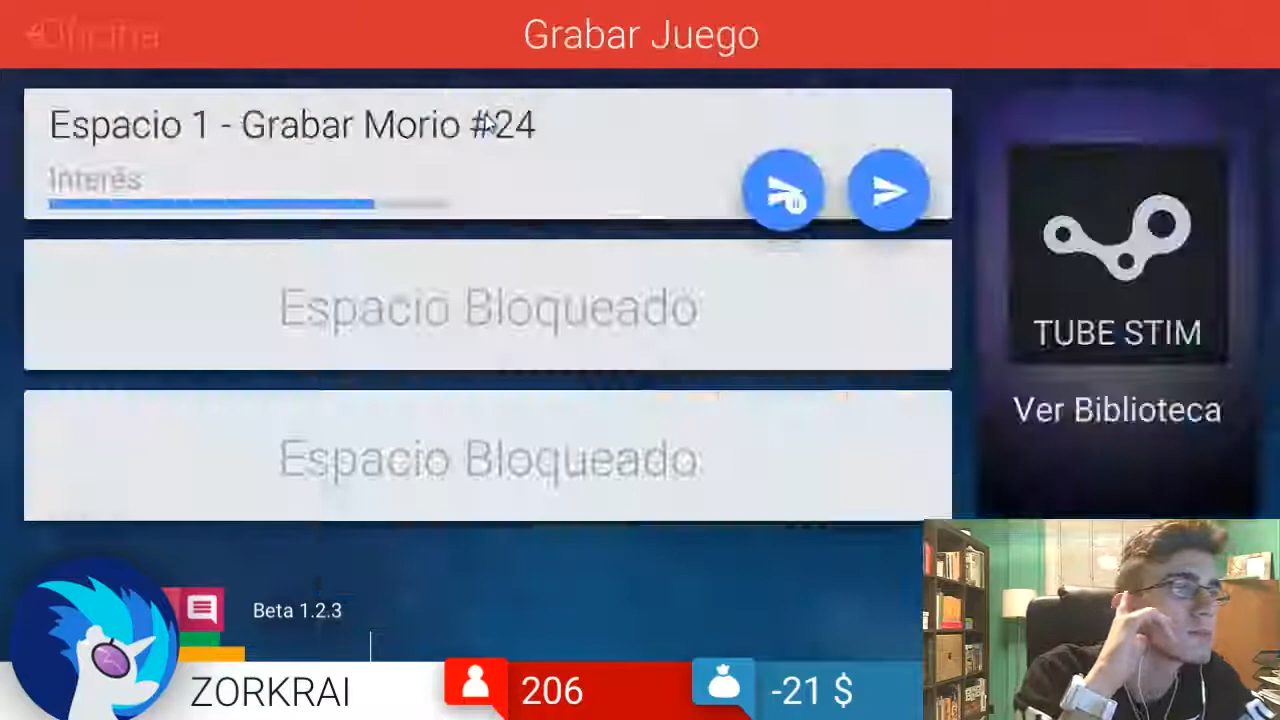 Oficina
Grabar Juego
Espacio 1 - Grabar Morio #24
Interés
Espacio Bloqueado
Espacio Bloqueado
TUBE STIM
Ver Biblioteca
Beta 1.2.3
ZORKRAI
206
-21 $